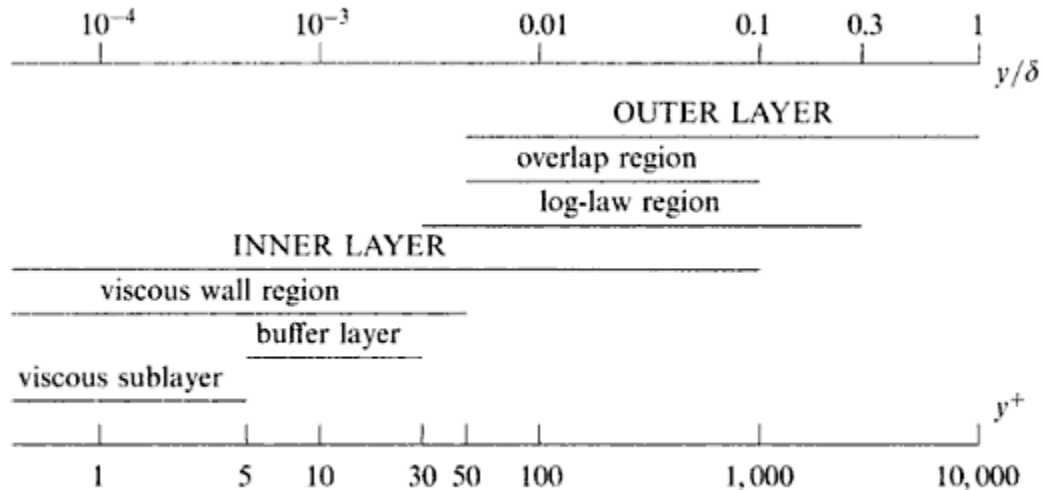 10⁻⁴ 10⁻³ 0.01 0.1 0.3 1
y/δ
OUTER LAYER
overlap region
log-law region
INNER LAYER
viscous wall region
buffer layer
viscous sublayer
y⁺
1 5 10 30 50 100 1,000 10,000